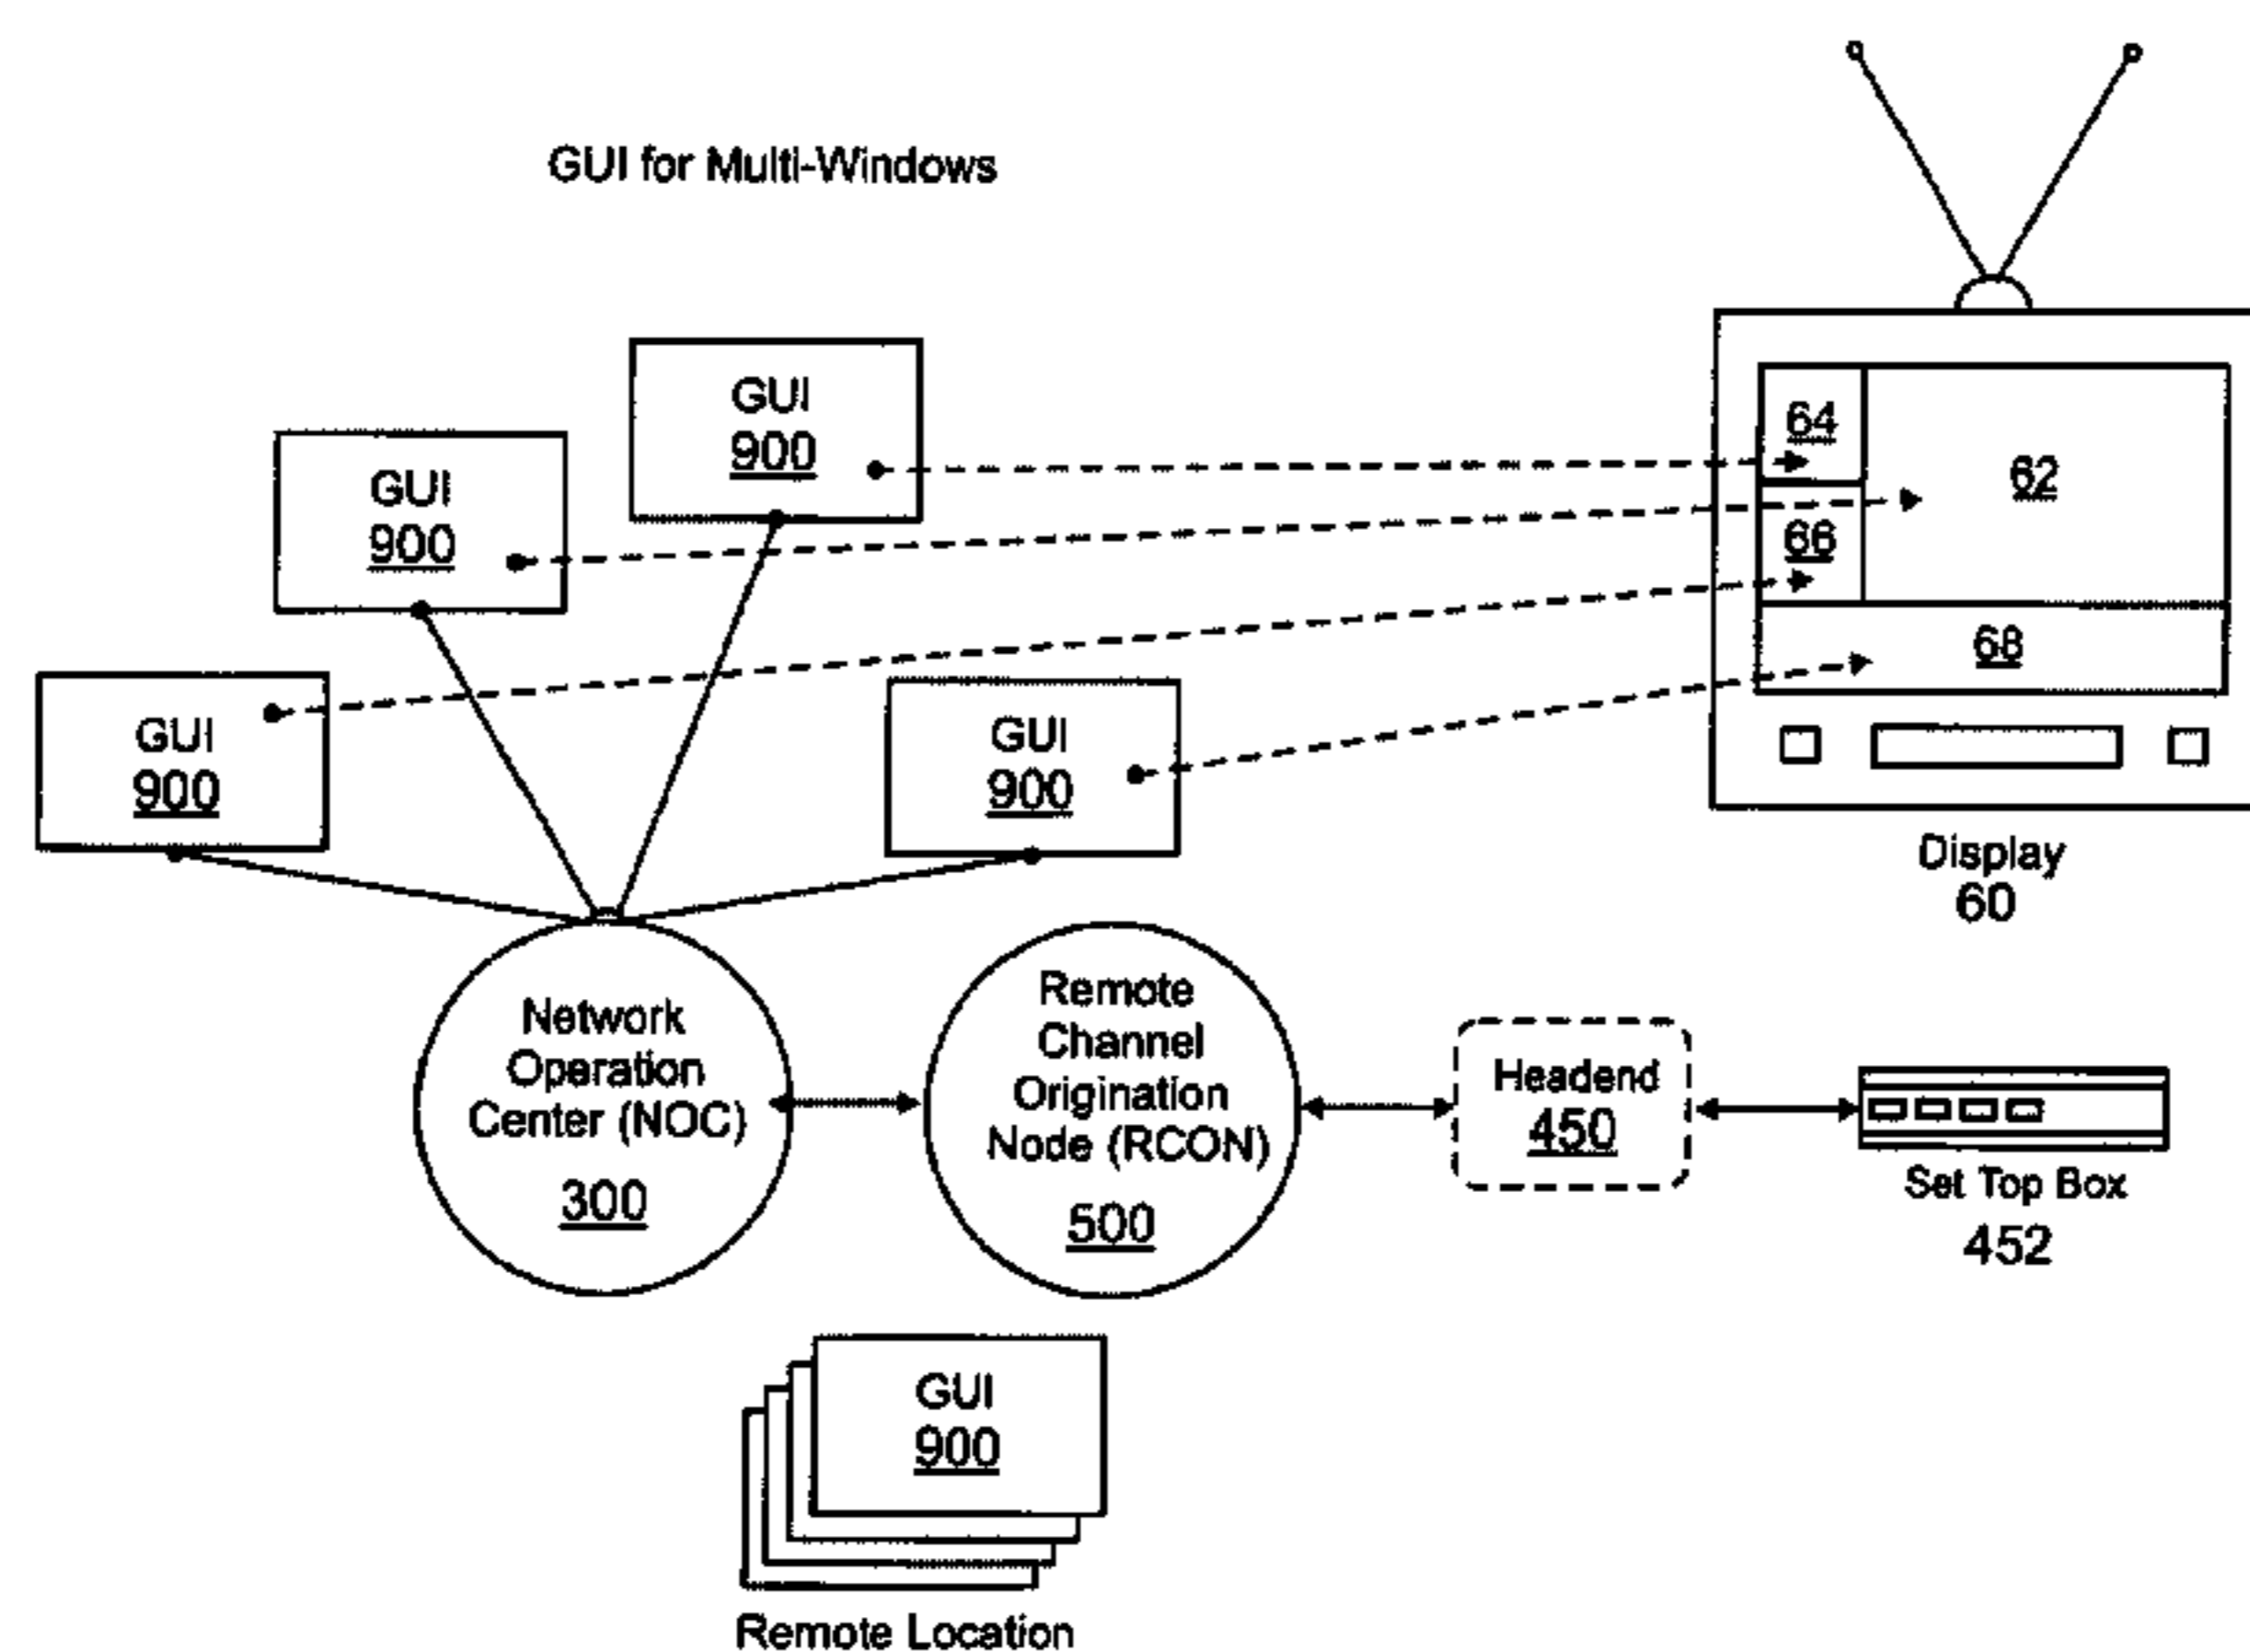 GUI for Multi-Windows
GUI
900
GUI
900
GUI
900
GUI
900
64
62
66
68
Display
60
Network
Operation
Center (NOC)
300
Remote
Channel
Origination
Node (RCON)
500
Headend
450
Set Top Box
452
GUI
900
Remote Location